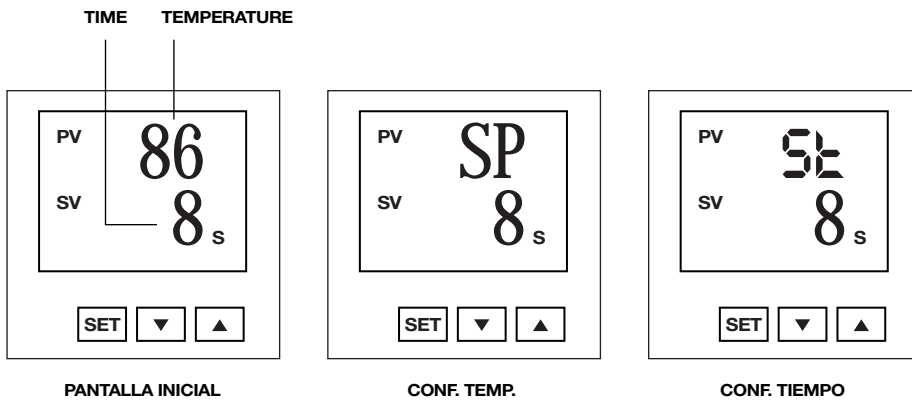 TIME TEMPERATURE
PV 86
SV 8 S
SET ▼ ▲
PANTALLA INICIAL
PV SP
SV 8 S
SET ▼ ▲
CONF. TEMP.
PV St
SV 8 S
SET ▼ ▲
CONF. TIEMPO